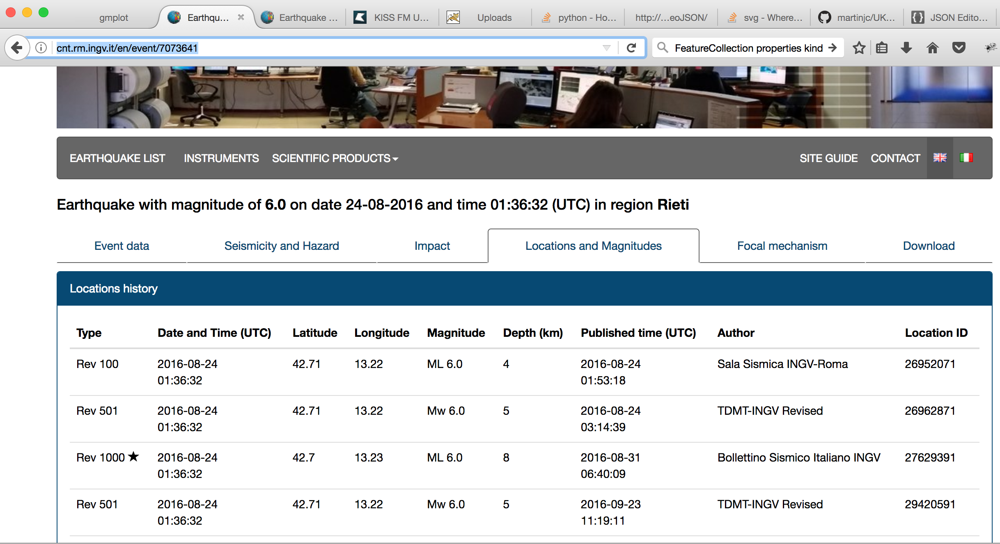 gmplot
Earthqu...
Earthquake ...
KISS FM U...
Uploads
python - Ho...
http://...eoJSON/
svg - Where...
martinjc/UK...
JSON Edito...
cnt.rm.ingv.it/en/event/7073641
FeatureCollection properties kind
EARTHQUAKE LIST INSTRUMENTS SCIENTIFIC PRODUCTS SITE GUIDE CONTACT
Earthquake with magnitude of 6.0 on date 24-08-2016 and time 01:36:32 (UTC) in region Rieti
Event data Seismicity and Hazard Impact Locations and Magnitudes Focal mechanism Download
Locations history
Type Date and Time (UTC) Latitude Longitude Magnitude Depth (km) Published time (UTC) Author Location ID
Rev 100 2016-08-24 42.71 13.22 ML 6.0 4 2016-08-24 Sala Sismica INGV-Roma 26952071
01:36:32 01:53:18
Rev 501 2016-08-24 42.71 13.22 Mw 6.0 5 2016-08-24 TDMT-INGV Revised 26962871
01:36:32 03:14:39
Rev 1000 ★ 2016-08-24 42.7 13.23 ML 6.0 8 2016-08-31 Bollettino Sismico Italiano INGV 27629391
01:36:32 06:40:09
Rev 501 2016-08-24 42.71 13.22 Mw 6.0 5 2016-09-23 TDMT-INGV Revised 29420591
01:36:32 11:19:11